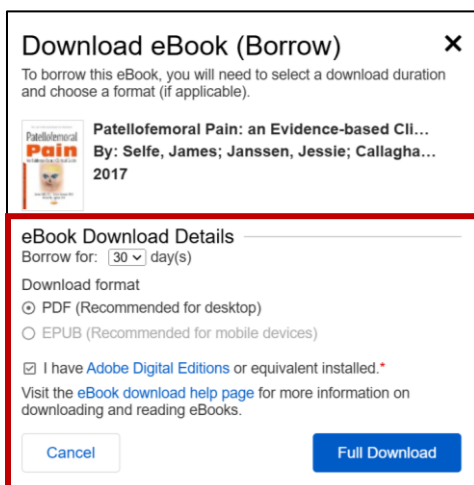 Download eBook (Borrow)
To borrow this eBook, you will need to select a download duration
and choose a format (if applicable).
Patellofemoral
Pain
Patellofemoral Pain: an Evidence-based Cli...
By: Selfe, James; Janssen, Jessie; Callagha...
2017
eBook Download Details
Borrow for: 30 day(s)
Download format
PDF (Recommended for desktop)
EPUB (Recommended for mobile devices)
I have Adobe Digital Editions or equivalent installed.*
Visit the eBook download help page for more information on
downloading and reading eBooks.
Cancel
Full Download